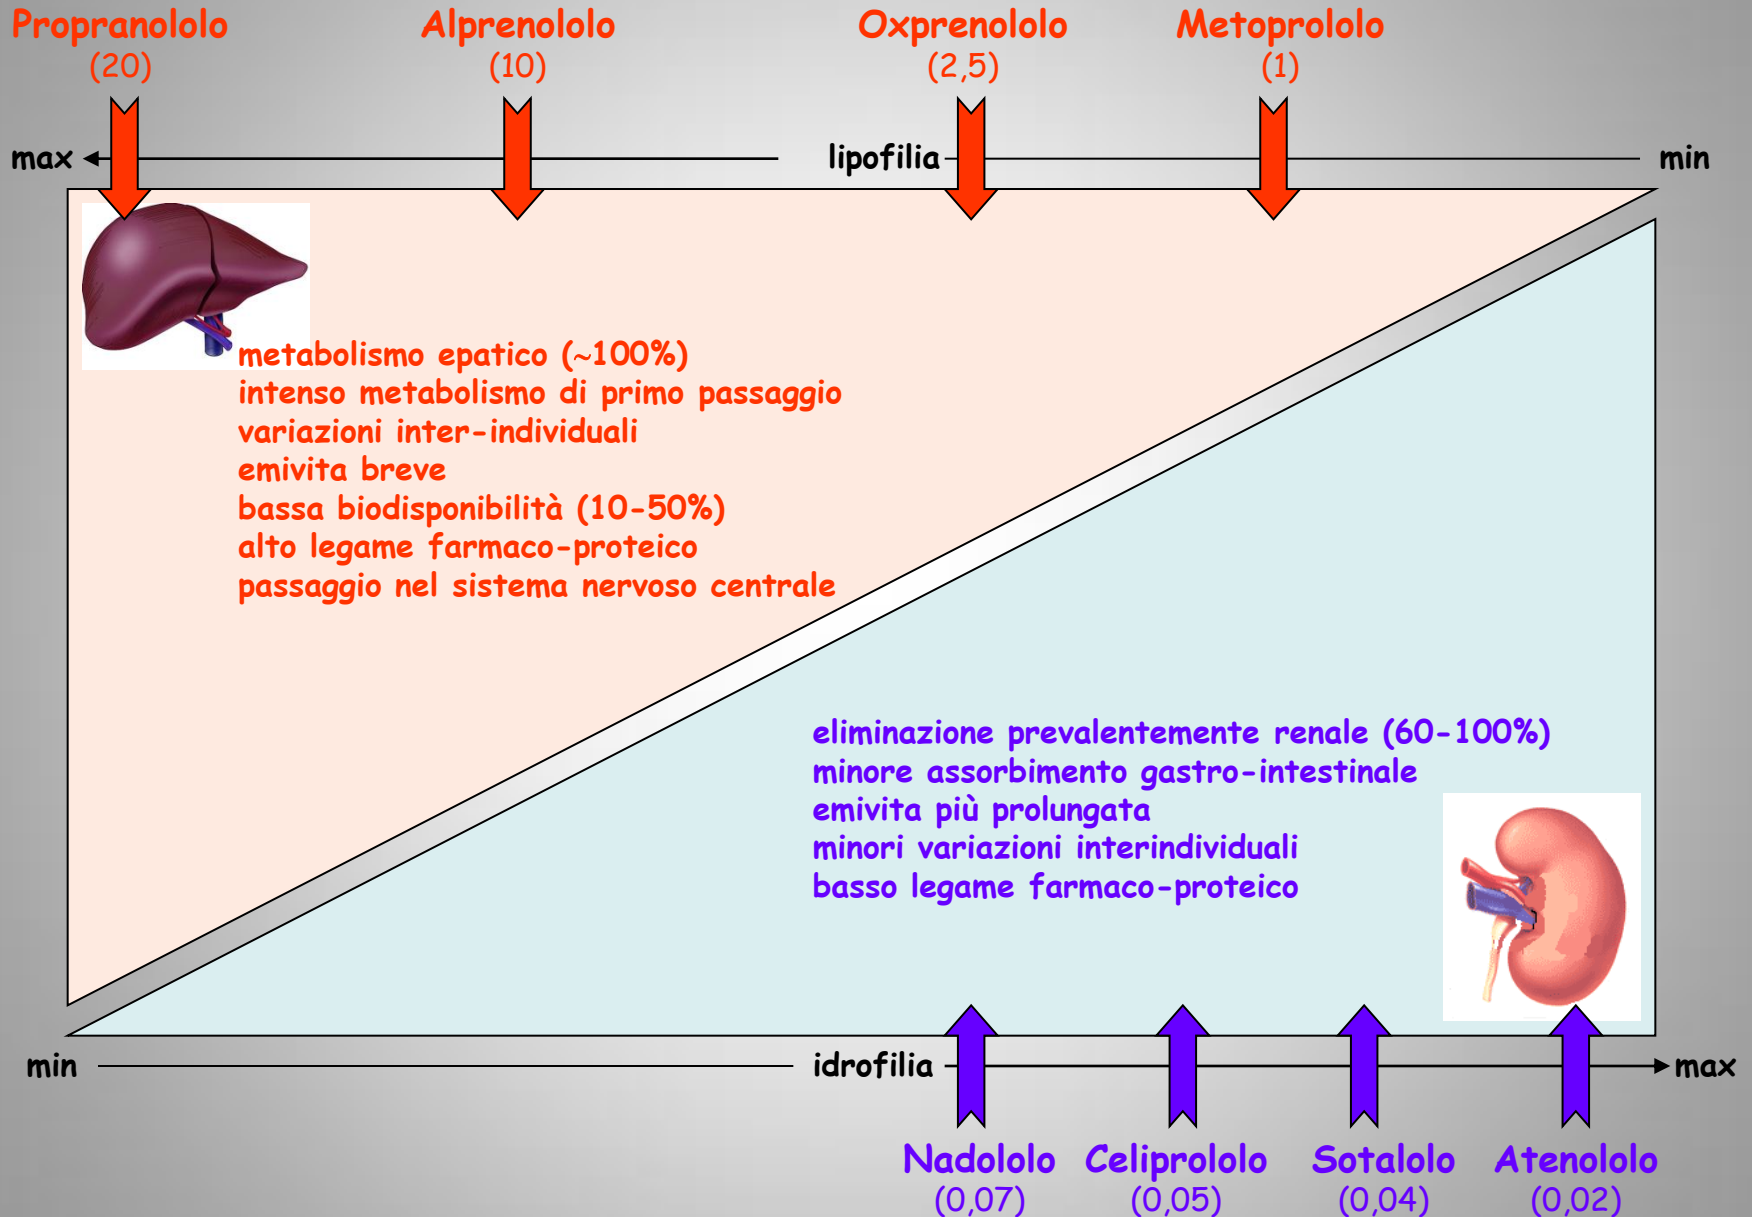 Propranololo Alprenololo Oxprenololo Metoprololo
(20) (10) (2,5) (1)
max lipofilia min
metabolismo epatico (~100%)
intenso metabolismo di primo passaggio
variazioni inter-individuali
emivita breve
bassa biodisponibilità (10-50%)
alto legame farmaco-proteico
passaggio nel sistema nervoso centrale
eliminazione prevalentemente renale (60-100%)
minore assorbimento gastro-intestinale
emivita più prolungata
minori variazioni interindividuali
basso legame farmaco-proteico
min idrofilia max
Nadololo Celiprololo Sotalolo Atenololo
(0,07) (0,05) (0,04) (0,02)